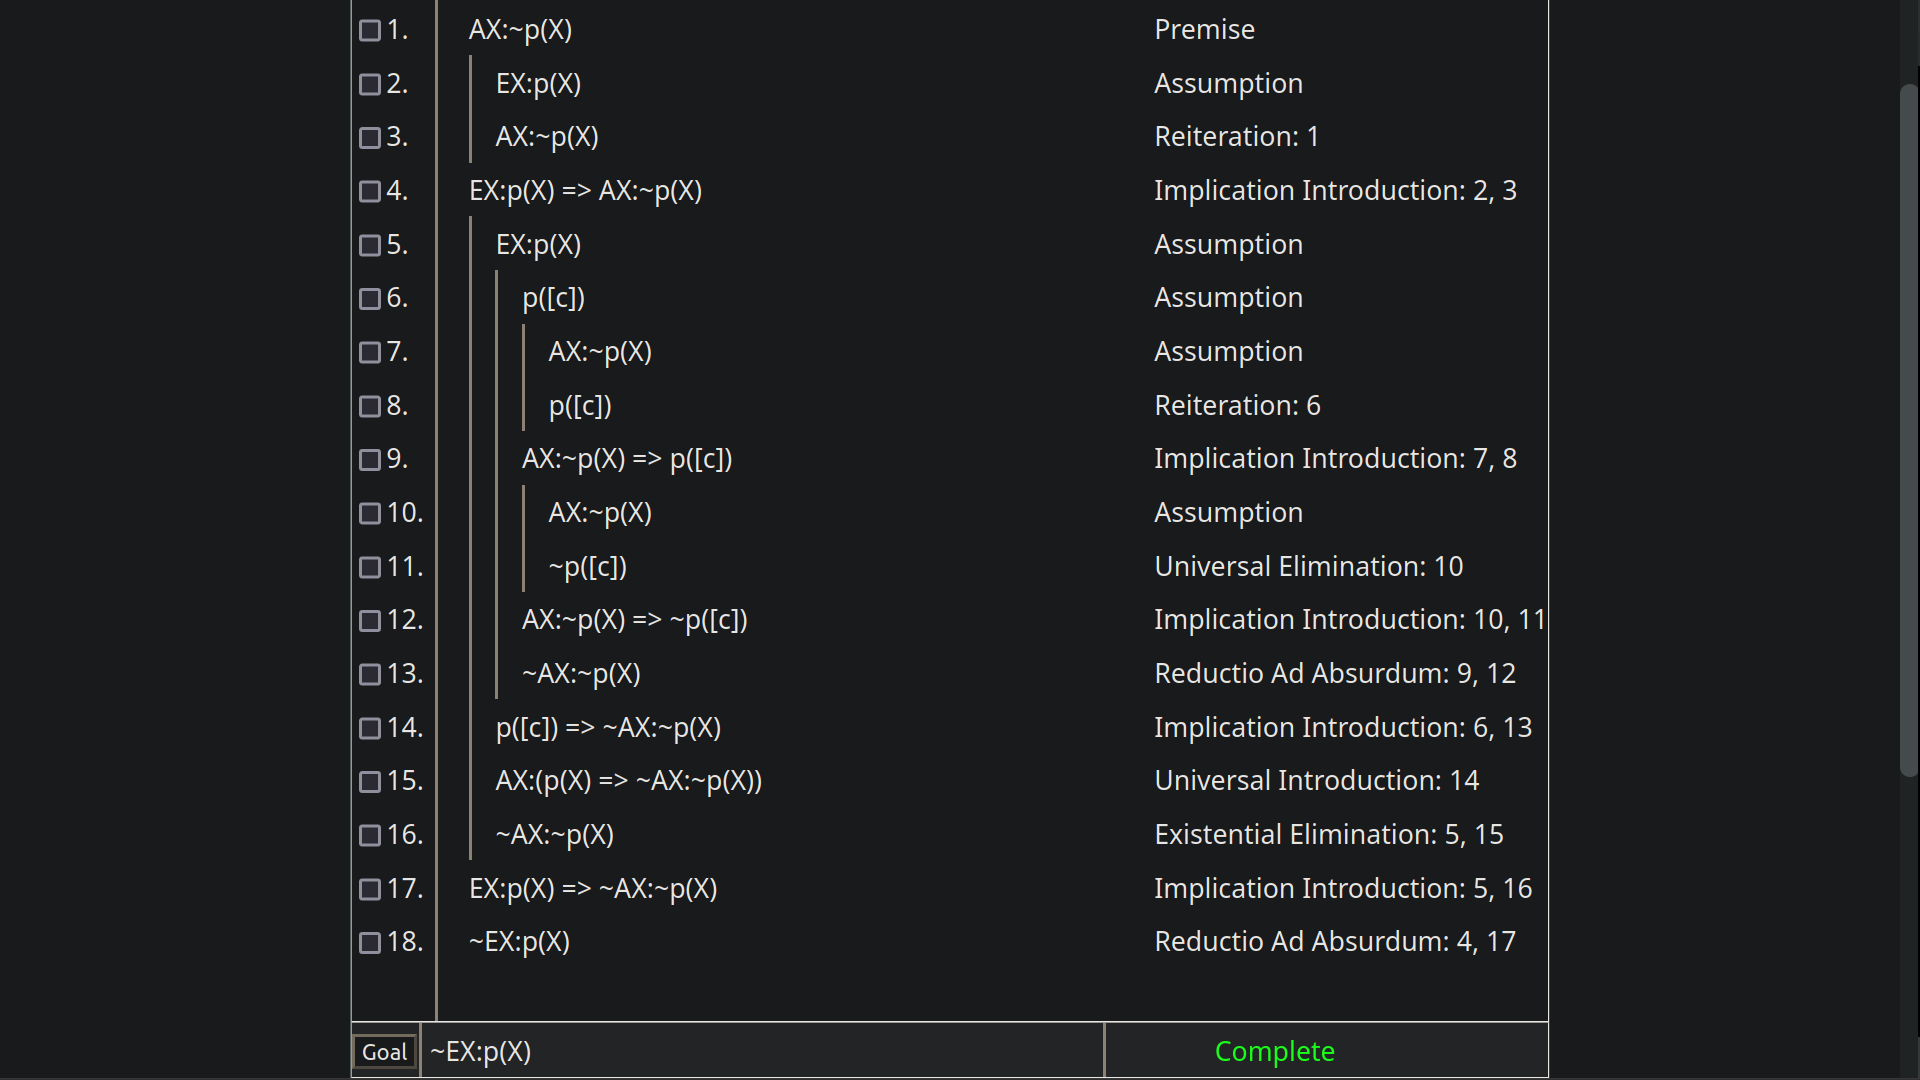 1. AX:~p(X) Premise
2. EX:p(X) Assumption
3. AX:~p(X) Reiteration: 1
4. EX:p(X) => AX:~p(X) Implication Introduction: 2, 3
5. EX:p(X) Assumption
6. p([c]) Assumption
7. AX:~p(X) Assumption
8. p([c]) Reiteration: 6
9. AX:~p(X) => p([c]) Implication Introduction: 7, 8
10. AX:~p(X) Assumption
11. ~p([c]) Universal Elimination: 10
12. AX:~p(X) => ~p([c]) Implication Introduction: 10, 11
13. ~AX:~p(X) Reductio Ad Absurdum: 9, 12
14. p([c]) => ~AX:~p(X) Implication Introduction: 6, 13
15. AX:(p(X) => ~AX:~p(X)) Universal Introduction: 14
16. ~AX:~p(X) Existential Elimination: 5, 15
17. EX:p(X) => ~AX:~p(X) Implication Introduction: 5, 16
18. ~EX:p(X) Reductio Ad Absurdum: 4, 17
Goal ~EX:p(X) Complete